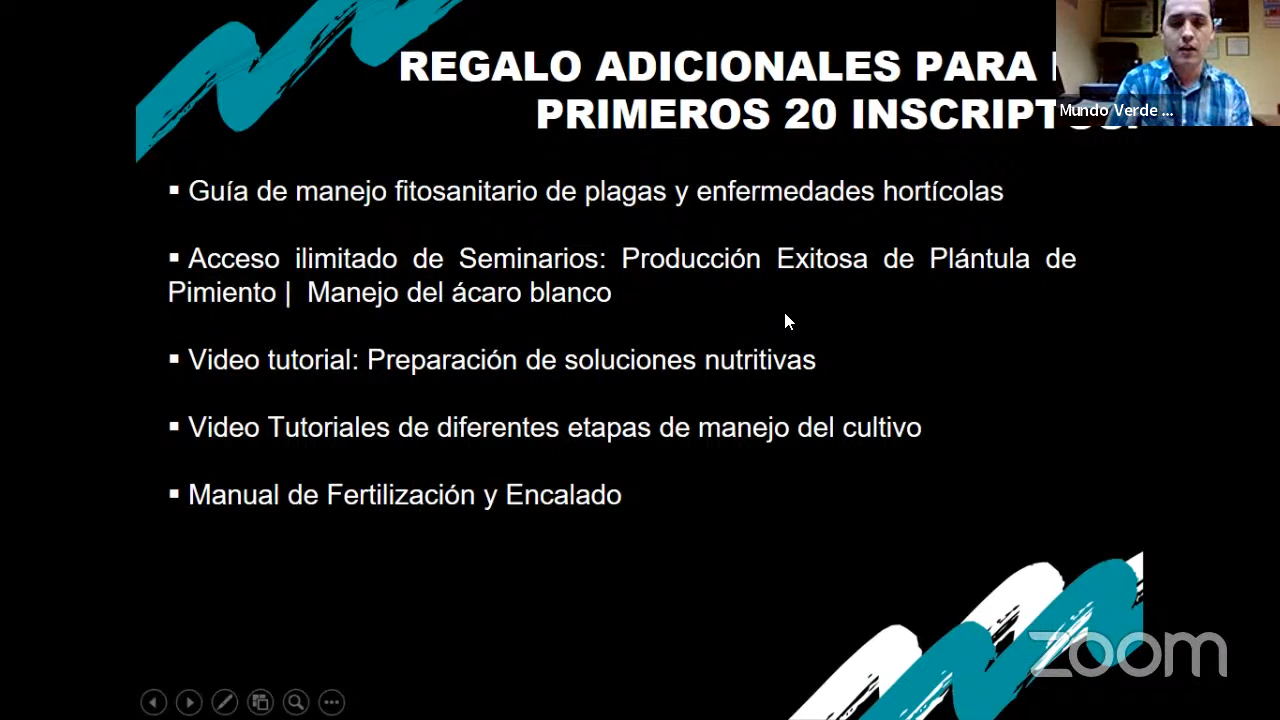 REGALO ADICIONALES PARA
PRIMEROS 20
Mundo Verde ...
▪ Guía de manejo fitosanitario de plagas y enfermedades hortícolas
▪ Acceso ilimitado de Seminarios: Producción Exitosa de Plántula de
Pimiento | Manejo del ácaro blanco
▪ Video tutorial: Preparación de soluciones nutritivas
▪ Video Tutoriales de diferentes etapas de manejo del cultivo
▪ Manual de Fertilización y Encalado
zoom